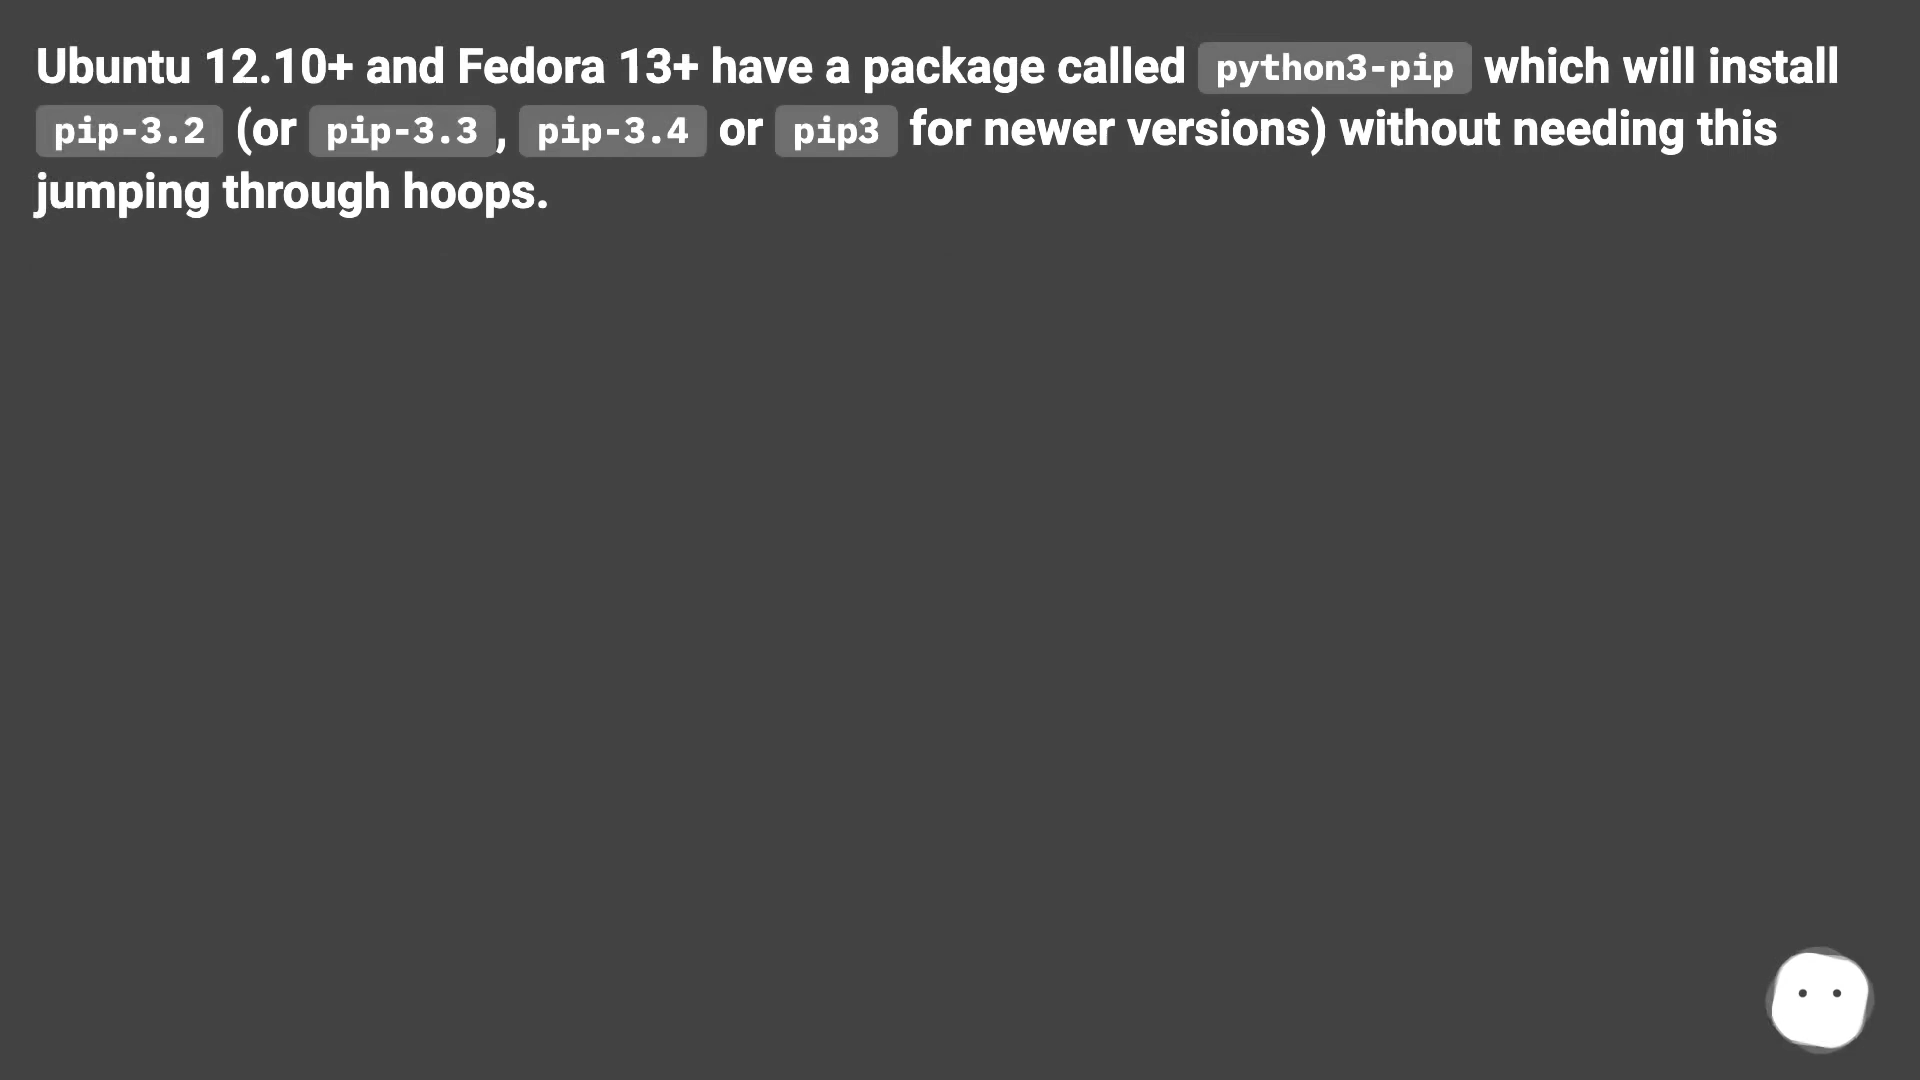 Ubuntu 12.10+ and Fedora 13+ have a package called python3-pip which will install
pip-3.2 (or pip-3.3, pip-3.4 or pip3 for newer versions) without needing this
jumping through hoops.